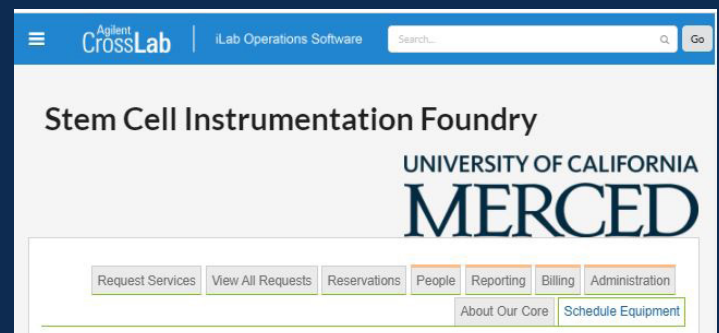 Agilent
CrossLab
iLab Operations Software
Search...
Go
Stem Cell Instrumentation Foundry
UNIVERSITY OF CALIFORNIA
MERCED
Request Services View All Requests Reservations People Reporting Billing Administration
About Our Core Schedule Equipment